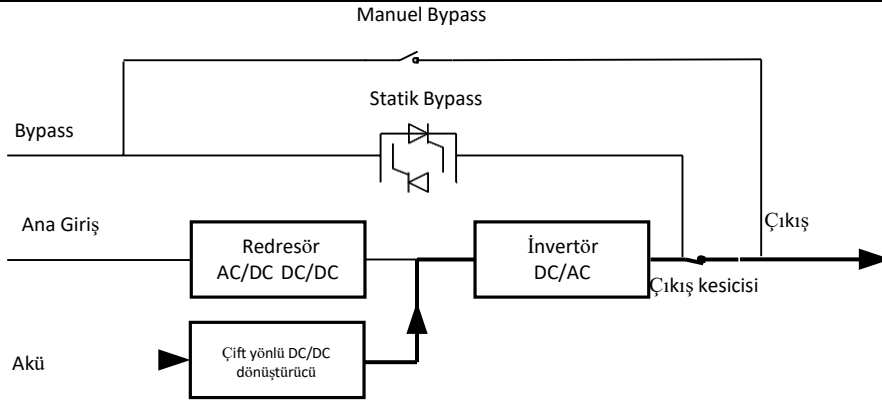 Manuel Bypass
Statik Bypass
Bypass
Ana Giriş
Redresör
AC/DC DC/DC
İnvertör
DC/AC
Çıkış
Çıkış kesicisi
Akü
Çift yönlü DC/DC
dönüştürücü